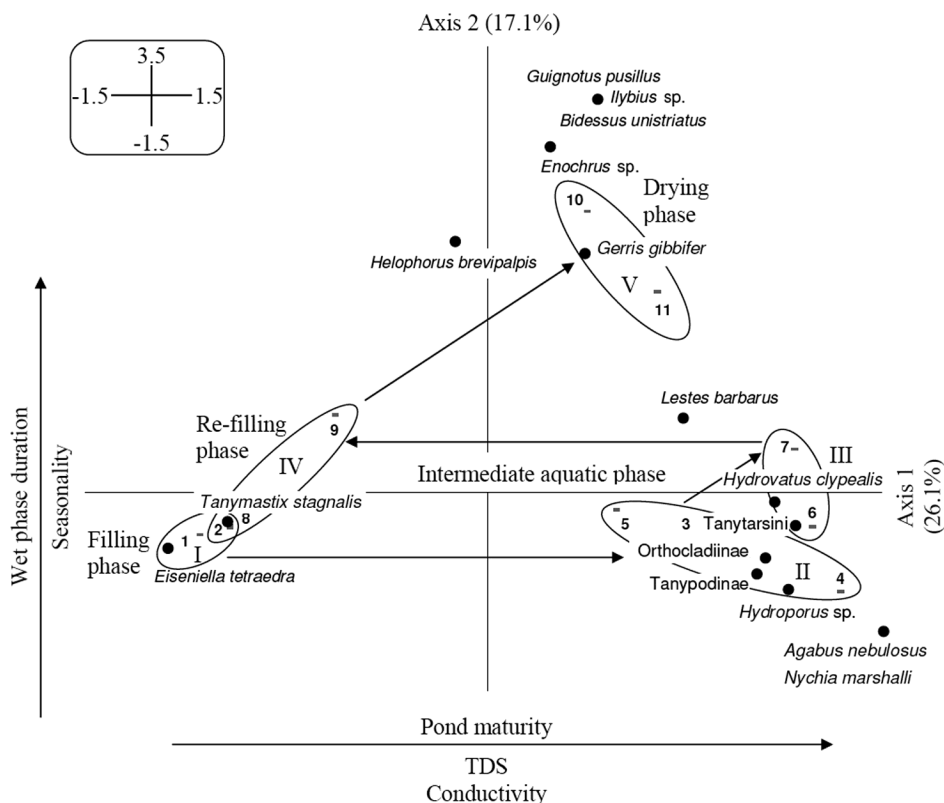 Axis 2 (17.1%)
3.5
-1.5 1.5
-1.5
Guignotus pusillus
Ilybius sp.
Bidessus unistriatus
Enochrus sp.
Drying
phase
10
Gerris gibbifer
Helophorus brevipalpis
V
11
Wet phase duration
Seasonality
Lestes barbarus
Re-filling
phase
9
IV
7
III
Intermediate aquatic phase
Hydrovatus clypealis
Axis 1
(26.1%)
Tanymastix stagnalis
Filling
phase
1
2
8
I
Eiseniella tetraedra
5
3
Tanytarsini
6
Orthocladiinae
Tanypodinae
II
4
Hydroporus sp.
Agabus nebulosus
Nychia marshalli
Pond maturity
TDS
Conductivity